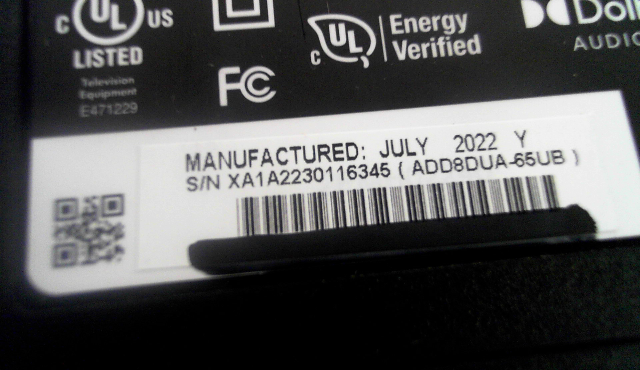 C UL US
LISTED
Television
Equipment
E471229
FC
C UL Energy
Verified
AUDIO
MANUFACTURED: JULY 2022 Y
S/N XA1A2230116345 ( ADD8DUA-65UB )